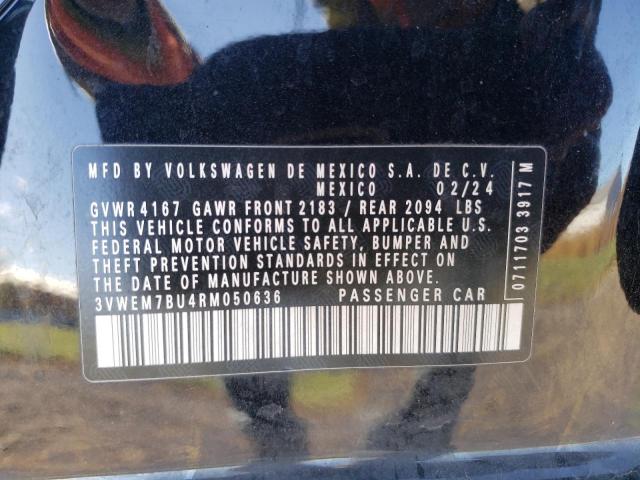 MFD BY VOLKSWAGEN DE MEXICO S.A. DE C.V.
MEXICO 02/24
GVWR 4167 GAWR FRONT 2183 / REAR 2094 LBS
THIS VEHICLE CONFORMS TO ALL APPLICABLE U.S.
FEDERAL MOTOR VEHICLE SAFETY, BUMPER AND
THEFT PREVENTION STANDARDS IN EFFECT ON
THE DATE OF MANUFACTURE SHOWN ABOVE.
3VWEM7BU4RM050636 PASSENGER CAR
0711703 3917 M